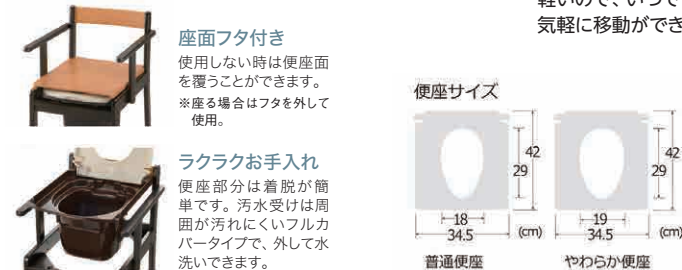 軽いので、いつで
気軽に移動ができ
座面フタ付き
使用しない時は便座面
を覆うことができます。
※座る場合はフタを外して
使用。
ラクラクお手入れ
便座部分は着脱が簡
単です。汚水受けは周
囲が汚れにくいフルカ
バータイプで、外して水
洗いできます。
便座サイズ
42
29
18
34.5
(cm)
普通便座
42
29
19
34.5
(cm)
やわらか便座